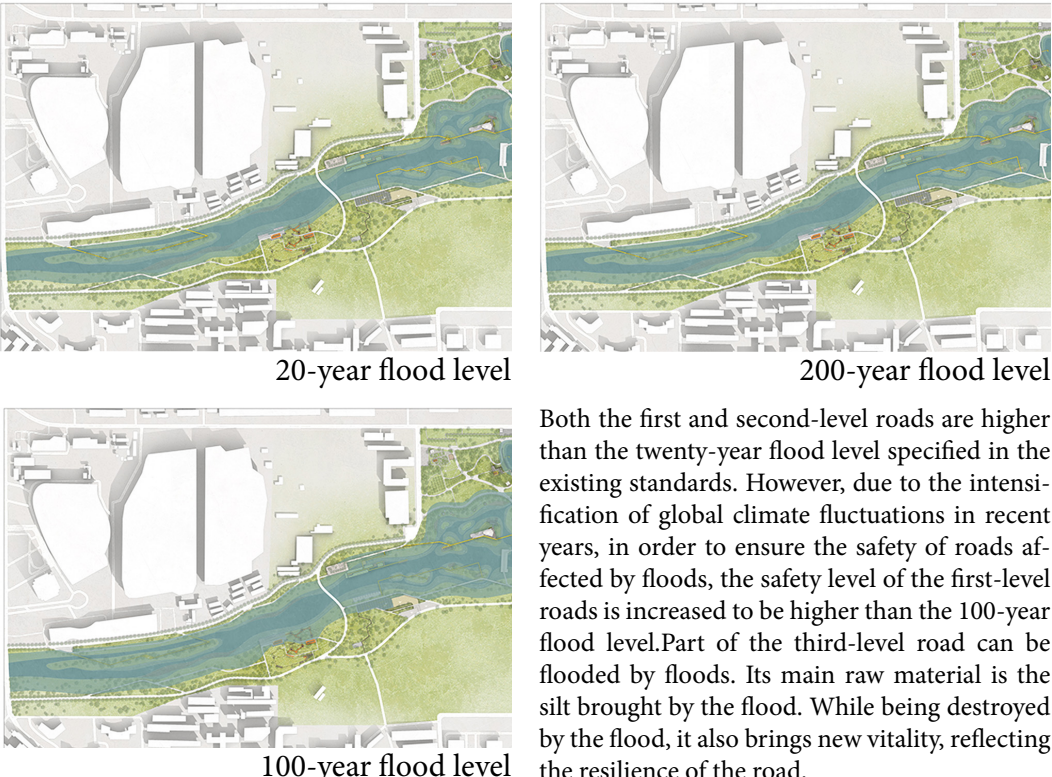 20-year flood level
200-year flood level
100-year flood level
Both the first and second-level roads are higher
than the twenty-year flood level specified in the
existing standards. However, due to the intensi-
fication of global climate fluctuations in recent
years, in order to ensure the safety of roads af-
fected by floods, the safety level of the first-level
roads is increased to be higher than the 100-year
flood level.Part of the third-level road can be
flooded by floods. Its main raw material is the
silt brought by the flood. While being destroyed
by the flood, it also brings new vitality, reflecting
the resilience of the road.